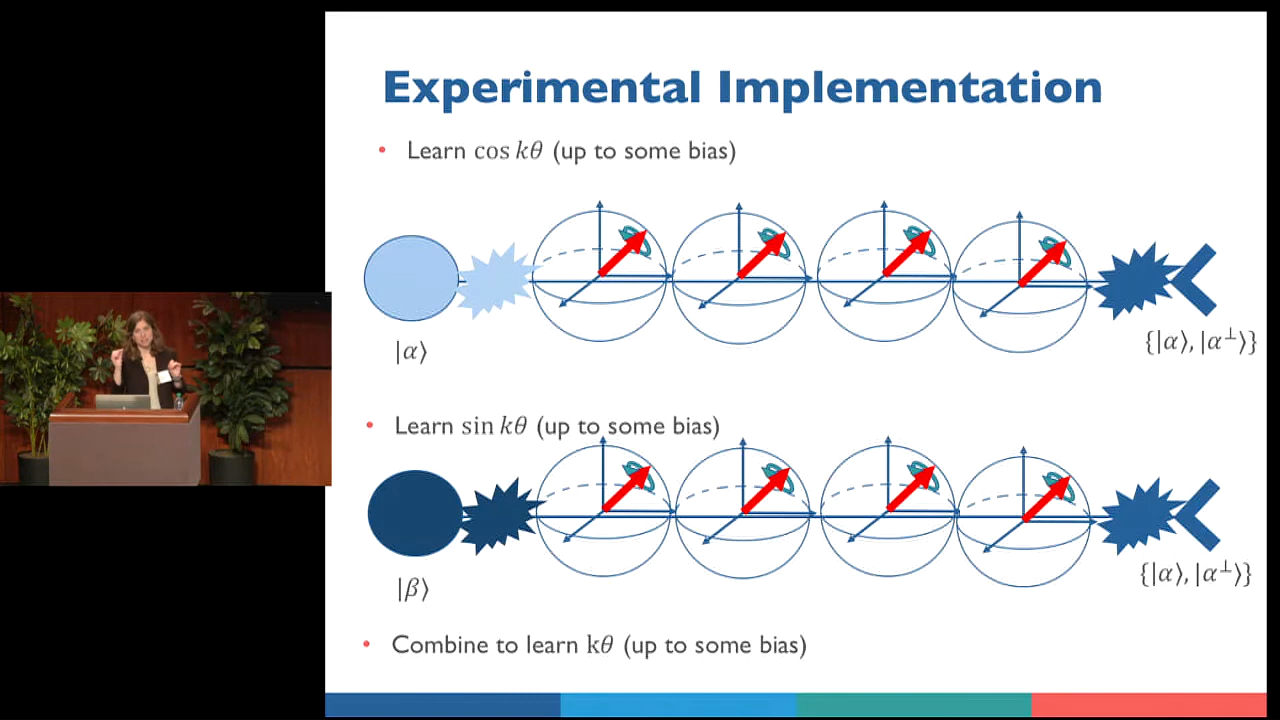 Experimental Implementation
• Learn cos kθ (up to some bias)
|α⟩
{|α⟩, |α⊥⟩}
• Learn sin kθ (up to some bias)
|β⟩
{|α⟩, |α⊥⟩}
• Combine to learn kθ (up to some bias)